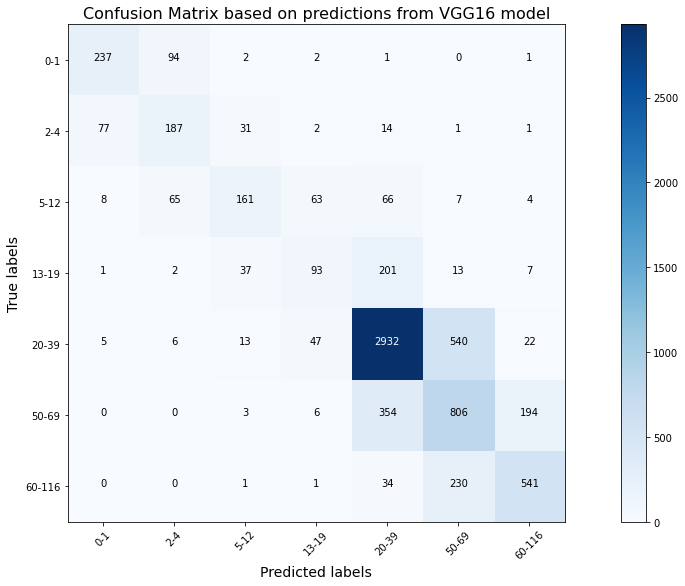 Confusion Matrix based on predictions from VGG16 model
0-1 237 94 2 2 1 0 1
2-4 77 187 31 2 14 1 1
5-12 8 65 161 63 66 7 4
13-19 1 2 37 93 201 13 7
20-39 5 6 13 47 2932 540 22
50-69 0 0 3 6 354 806 194
60-116 0 0 1 1 34 230 541
0-1 2-4 5-12 13-19 20-39 50-69 60-116
True labels
Predicted labels
2500
2000
1500
1000
500
0